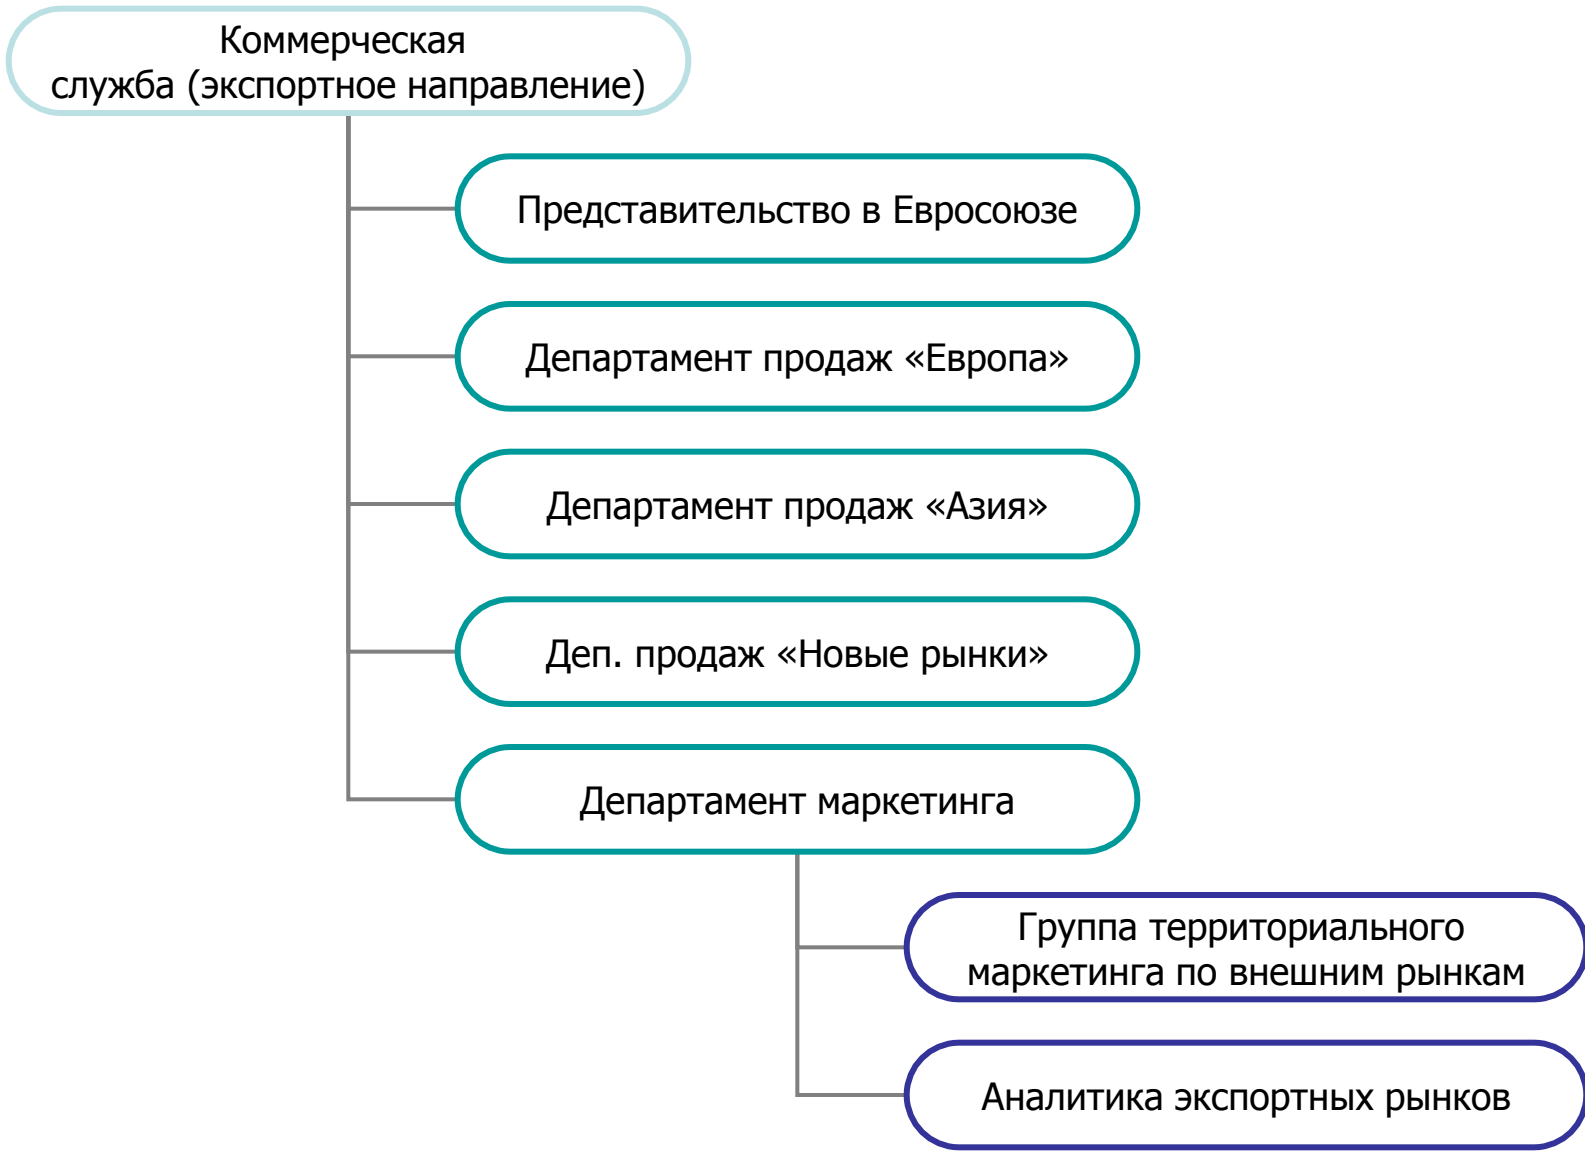 Коммерческая
служба (экспортное направление)
Представительство в Евросоюзе
Департамент продаж «Европа»
Департамент продаж «Азия»
Деп. продаж «Новые рынки»
Департамент маркетинга
Группа территориального
маркетинга по внешним рынкам
Аналитика экспортных рынков